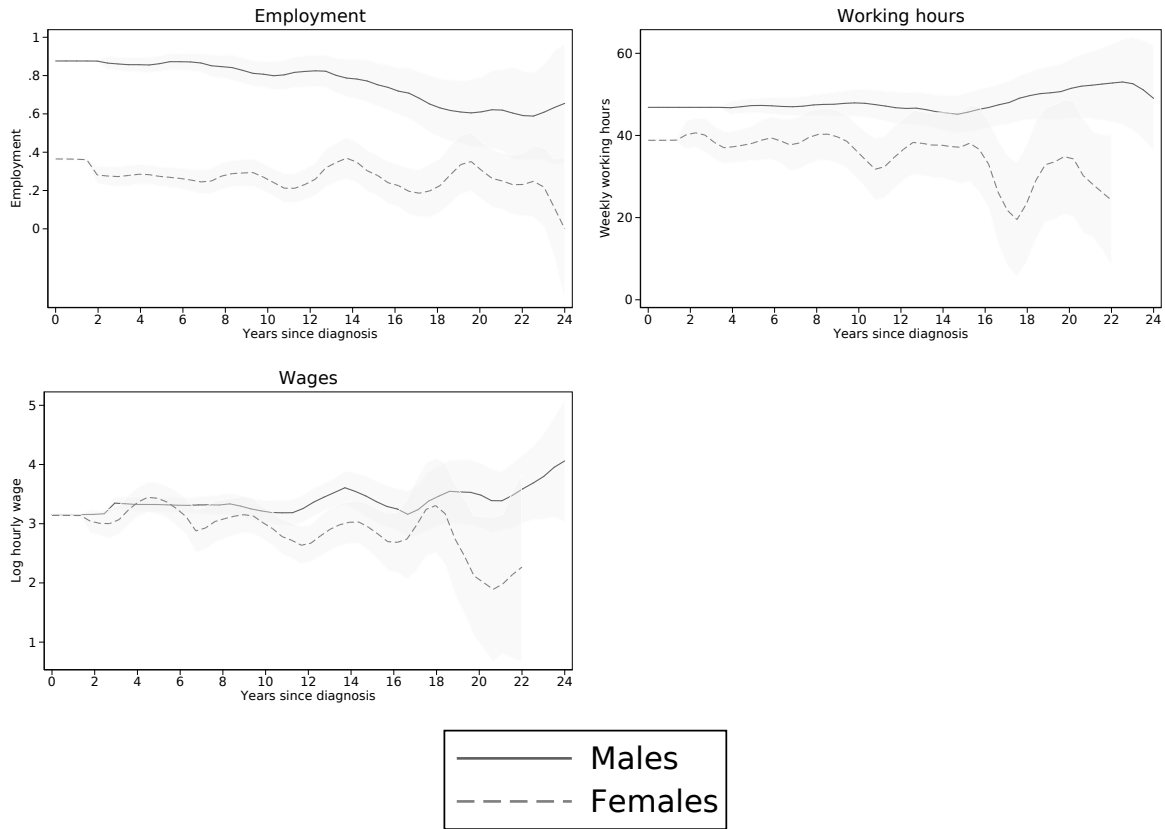 Employment
Employment
1
.8
.6
.4
.2
0
0 2 4 6 8 10 12 14 16 18 20 22 24
Years since diagnosis
Working hours
Weekly working hours
60
40
20
0
0 2 4 6 8 10 12 14 16 18 20 22 24
Years since diagnosis
Wages
Log hourly wage
5
4
3
2
1
0 2 4 6 8 10 12 14 16 18 20 22 24
Years since diagnosis
Males
Females